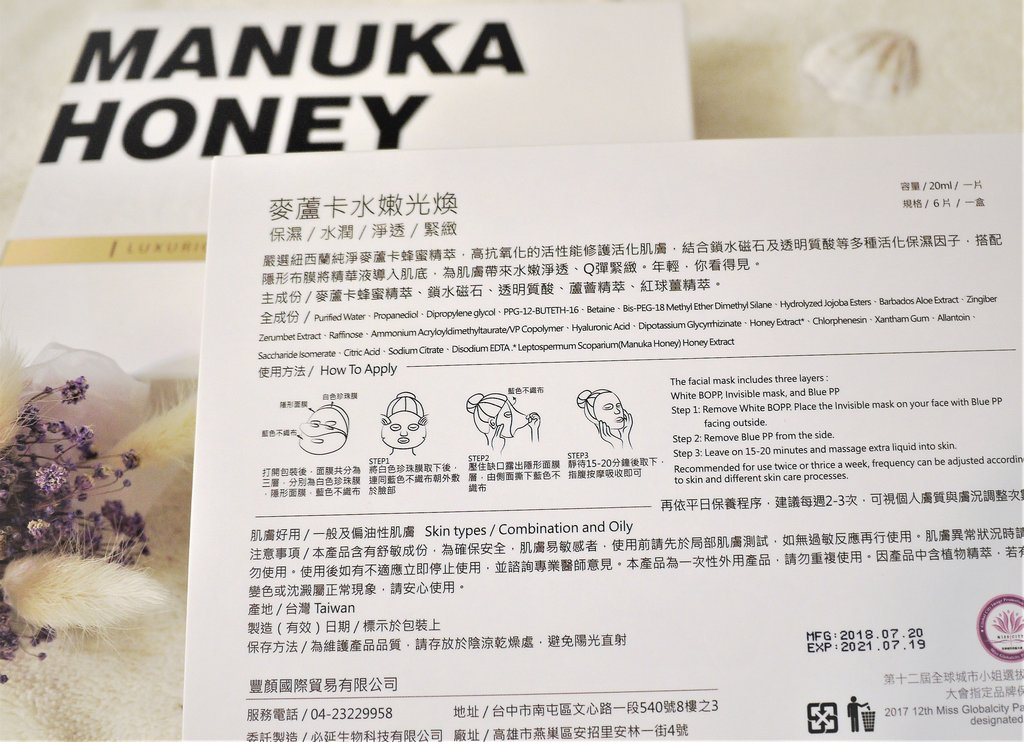 MANUKA
HONEY
LUXURI
麥蘆卡水嫩光煥
保濕 / 水潤 / 淨透 / 緊緻
容量 / 20ml / 一片
規格 / 6 片 / 一盒
嚴選紐西蘭純淨麥蘆卡蜂蜜精萃，高抗氧化的活性能修護活化肌膚，結合鎖水磁石及透明質酸等多種活化保濕因子，搭配
隱形布膜將精華液導入肌底，為肌膚帶來水嫩淨透、Q彈緊緻。年輕，你看得見。
主成份 / 麥蘆卡蜂蜜精萃、鎖水磁石、透明質酸、蘆薈精萃、紅球薑精萃。
全成份 / Purified Water、Propanediol、Dipropylene glycol、PPG-12-BUTETH-16、Betaine、Bis-PEG-18 Methyl Ether Dimethyl Silane、Hydrolyzed Jojoba Esters、Barbados Aloe Extract、Zingiber
Zerumbet Extract、Raffinose、Ammonium Acryloyldimethyltaurate/VP Copolymer、Hyaluronic Acid、Dipotassium Glycyrrhizinate、Honey Extract*、Chlorphenesin、Xantham Gum、Allantoin、
Saccharide Isomerate、Citric Acid、Sodium Citrate、Disodium EDTA .* Leptospermum Scoparium(Manuka Honey) Honey Extract
使用方法 / How To Apply
白色珍珠膜
隱形面膜
藍色不織布
打開包裝後，面膜共分為
三層，分別為白色珍珠膜
，隱形面膜，藍色不織布
STEP1
將白色珍珠膜取下後，
連同藍色不織布朝外敷
於臉部
藍色不織布
STEP2
壓住缺口露出隱形面膜
層，由側面撕下藍色不
織布
STEP3
靜待15-20分鐘後取下，
指腹按摩吸收即可
The facial mask includes three layers :
White BOPP, Invisible mask, and Blue PP
Step 1: Remove White BOPP. Place the Invisible mask on your face with Blue PP
facing outside.
Step 2: Remove Blue PP from the side.
Step 3: Leave on 15-20 minutes and massage extra liquid into skin.
Recommended for use twice or thrice a week, frequency can be adjusted accordin
to skin and different skin care processes.
再依平日保養程序，建議每週2-3次，可視個人膚質與膚況調整次
肌膚好用 / 一般及偏油性肌膚 Skin types / Combination and Oily
注意事項 / 本產品含有舒敏成份，為確保安全，肌膚易敏感者，使用前請先於局部肌膚測試，如無過敏反應再行使用。肌膚異常狀況時請
勿使用。使用後如有不適應立即停止使用，並諮詢專業醫師意見。本產品為一次性外用產品，請勿重複使用。因產品中含植物精萃，若有
變色或沈澱屬正常現象，請安心使用。
產地 / 台灣 Taiwan
製造（有效）日期 / 標示於包裝上
保存方法 / 為維護產品品質，請存放於陰涼乾燥處，避免陽光直射
MFG:2018.07.20
EXP:2021.07.19
豐顏國際貿易有限公司
服務電話 / 04-23229958
地址 / 台中市南屯區文心路一段540號8樓之3
委託製造 / 必延生物科技有限公司
廠址 / 高雄市燕巢區安招里安林一街4號
第十二屆全球城市小姐選拔
大會指定品牌保
2017 12th Miss Globalcity Pa
designated